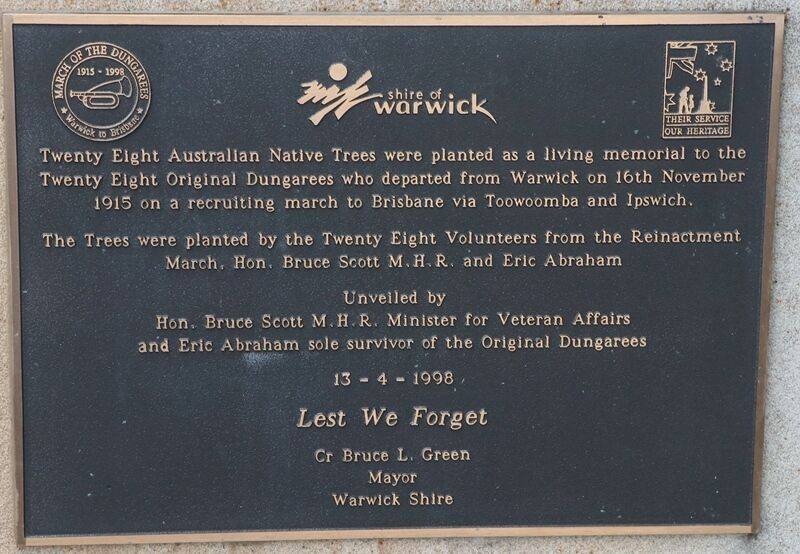 MARCH OF THE DUNGAREES
1915 - 1998
★ Warwick to Brisbane ★
shire of
warwick
THEIR SERVICE
OUR HERITAGE
Twenty Eight Australian Native Trees were planted as a living memorial to the
Twenty Eight Original Dungarees who departed from Warwick on 16th November
1915 on a recruiting march to Brisbane via Toowoomba and Ipswich.
The Trees were planted by the Twenty Eight Volunteers from the Reinactment
March, Hon. Bruce Scott M.H.R. and Eric Abraham
Unveiled by
Hon. Bruce Scott M.H.R. Minister for Veteran Affairs
and Eric Abraham sole survivor of the Original Dungarees
13 - 4 - 1998
Lest We Forget
Cr Bruce L. Green
Mayor
Warwick Shire